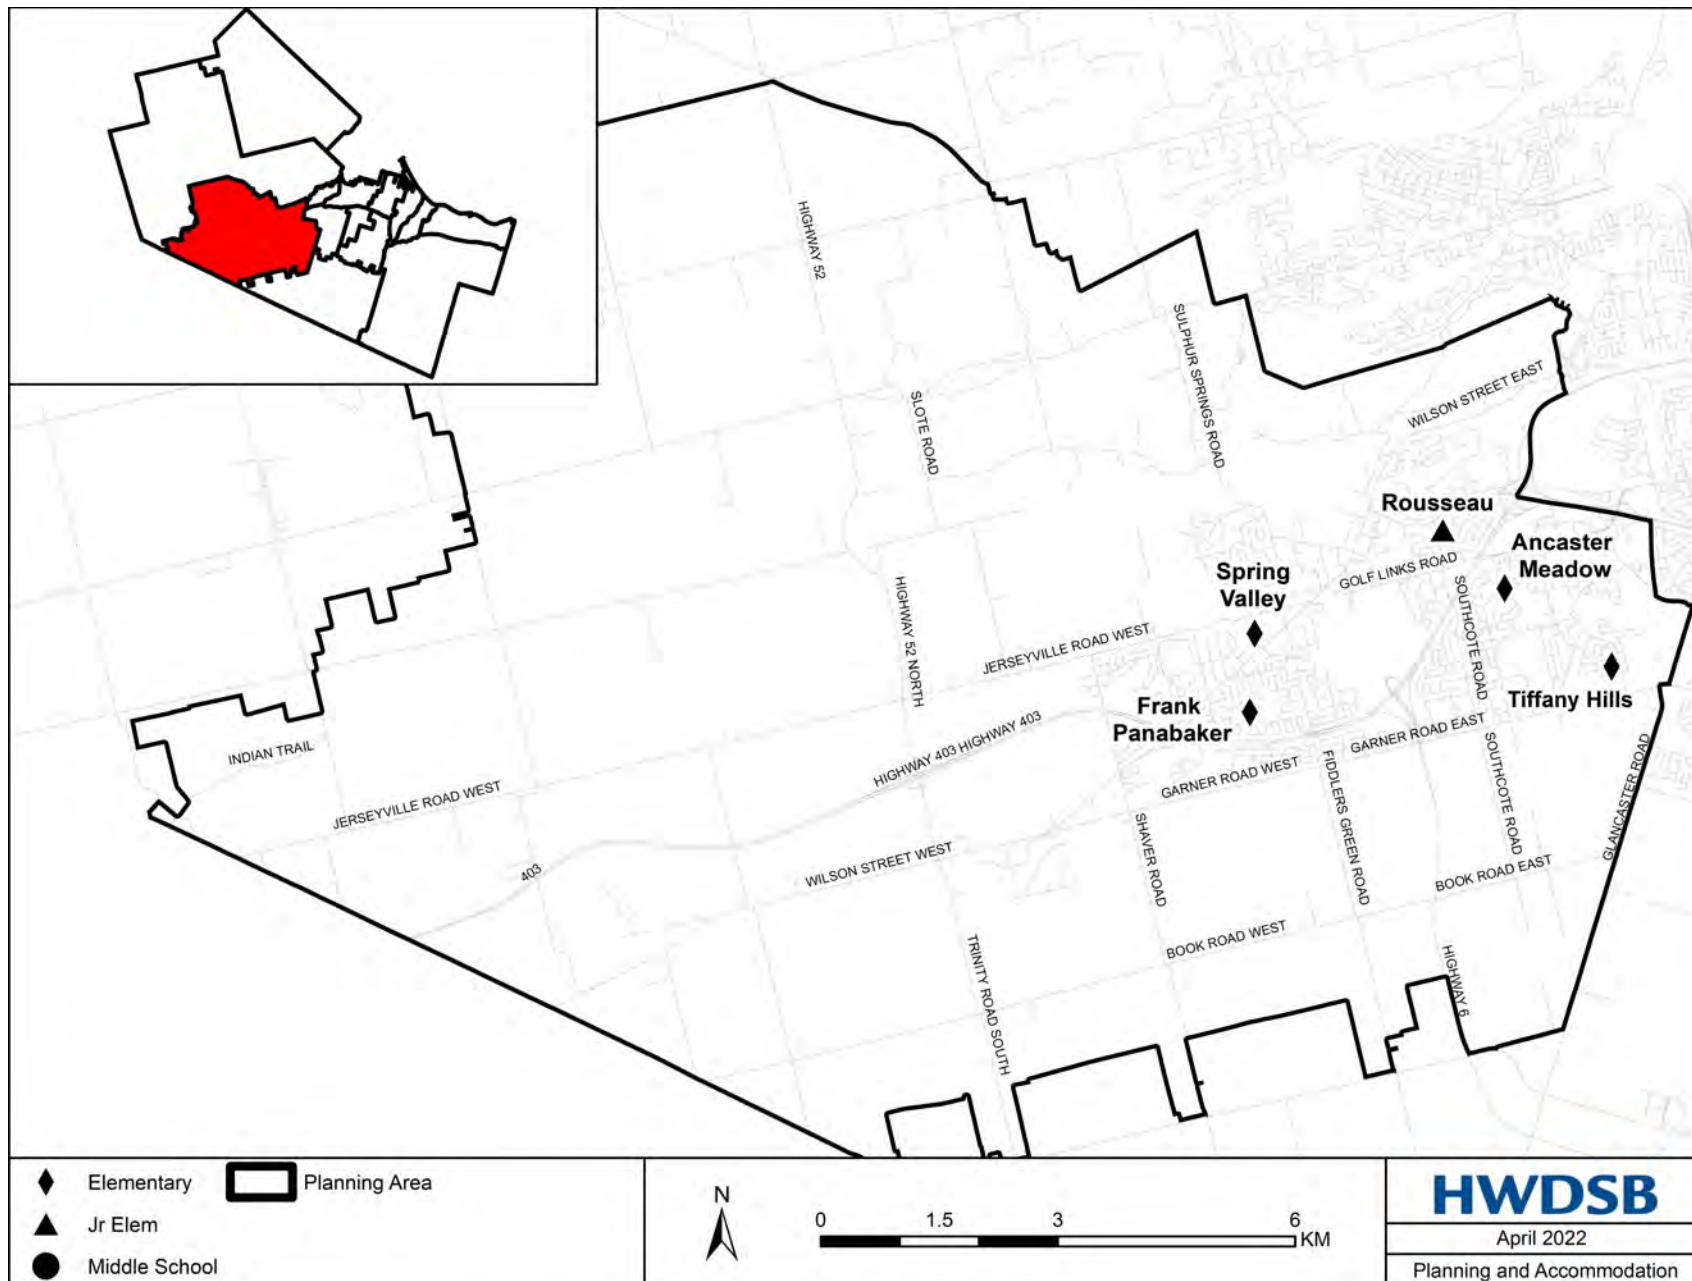 HIGHWAY 52
SULPHUR SPRINGS ROAD
WILSON STREET EAST
SLOTE ROAD
Rousseau
Ancaster
Meadow
Spring
Valley
GOLF LINKS ROAD
SOUTHCOTE ROAD
HIGHWAY 52 NORTH
JERSEYVILLE ROAD WEST
Tiffany Hills
Frank
Panabaker
HIGHWAY 403 HIGHWAY 403
GARNER ROAD EAST
INDIAN TRAIL
GARNER ROAD WEST
FIDDLERS GREEN ROAD
SOUTHCOTE ROAD
GLANCASTER ROAD
JERSEYVILLE ROAD WEST
SHAVER ROAD
403
WILSON STREET WEST
BOOK ROAD EAST
BOOK ROAD WEST
TRINITY ROAD SOUTH
HIGHWAY 6
Elementary
Planning Area
Jr Elem
Middle School
N
0 1.5 3 6
KM
HWDSB
April 2022
Planning and Accommodation